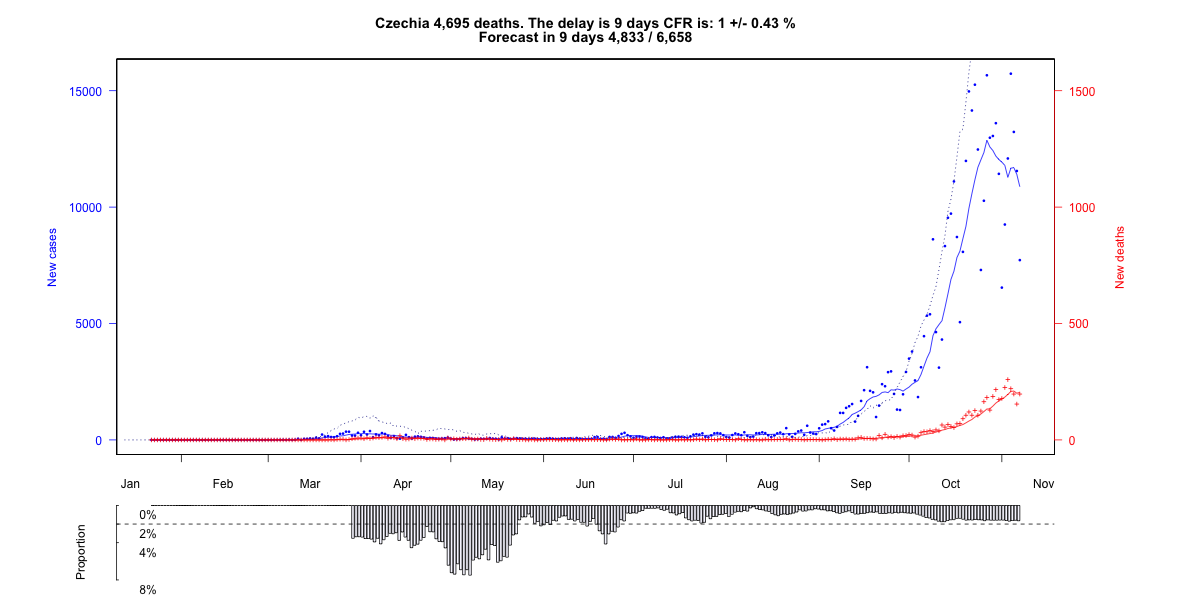 Czechia 4,695 deaths. The delay is 9 days CFR is: 1 +/- 0.43 %
Forecast in 9 days 4,833 / 6,658
15000
10000
5000
0
New cases
1500
1000
500
0
New deaths
Jan Feb Mar Apr May Jun Jul Aug Sep Oct Nov
Proportion
0%
2%
4%
8%